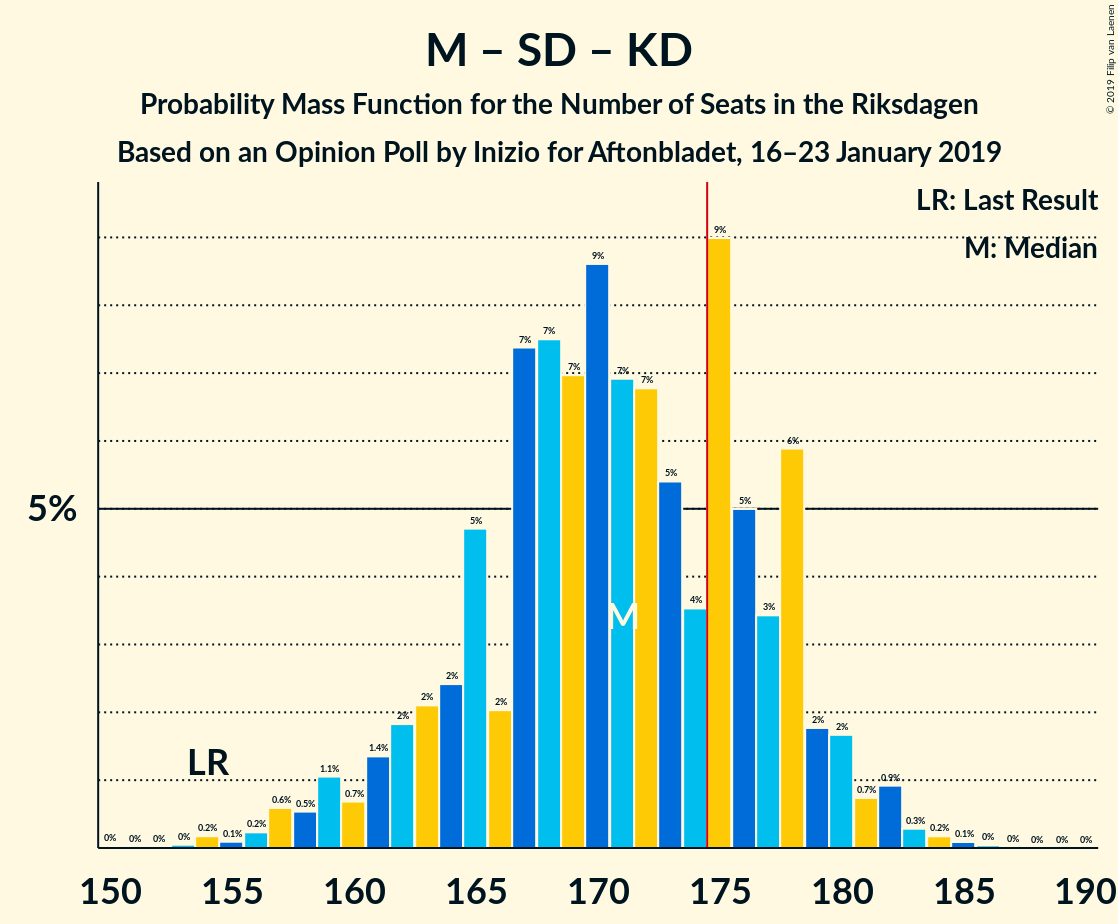 M – SD – KD
Probability Mass Function for the Number of Seats in the Riksdagen
Based on an Opinion Poll by Inizio for Aftonbladet, 16–23 January 2019
© 2019 Filip van Laenen
LR: Last Result
M: Median
5%
LR
M
0% 0% 0% 0% 0.2% 0.1% 0.2% 0.6% 0.5% 1.1% 0.7% 1.4% 2% 2% 2% 5% 2% 7% 7% 7% 9% 7% 7% 5% 4% 9% 5% 3% 6% 2% 2% 0.7% 0.9% 0.3% 0.2% 0.1% 0% 0% 0% 0% 0%
150 155 160 165 170 175 180 185 190